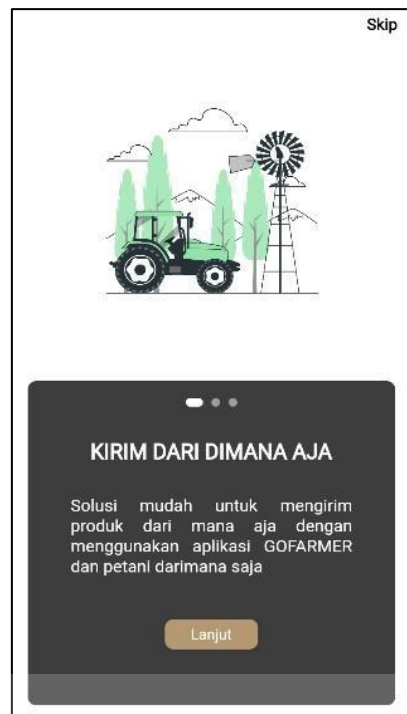 Skip
KIRIM DARI DIMANA AJA
Solusi mudah untuk mengirim
produk dari mana aja dengan
menggunakan aplikasi GOFARMER
dan petani darimana saja
Lanjut